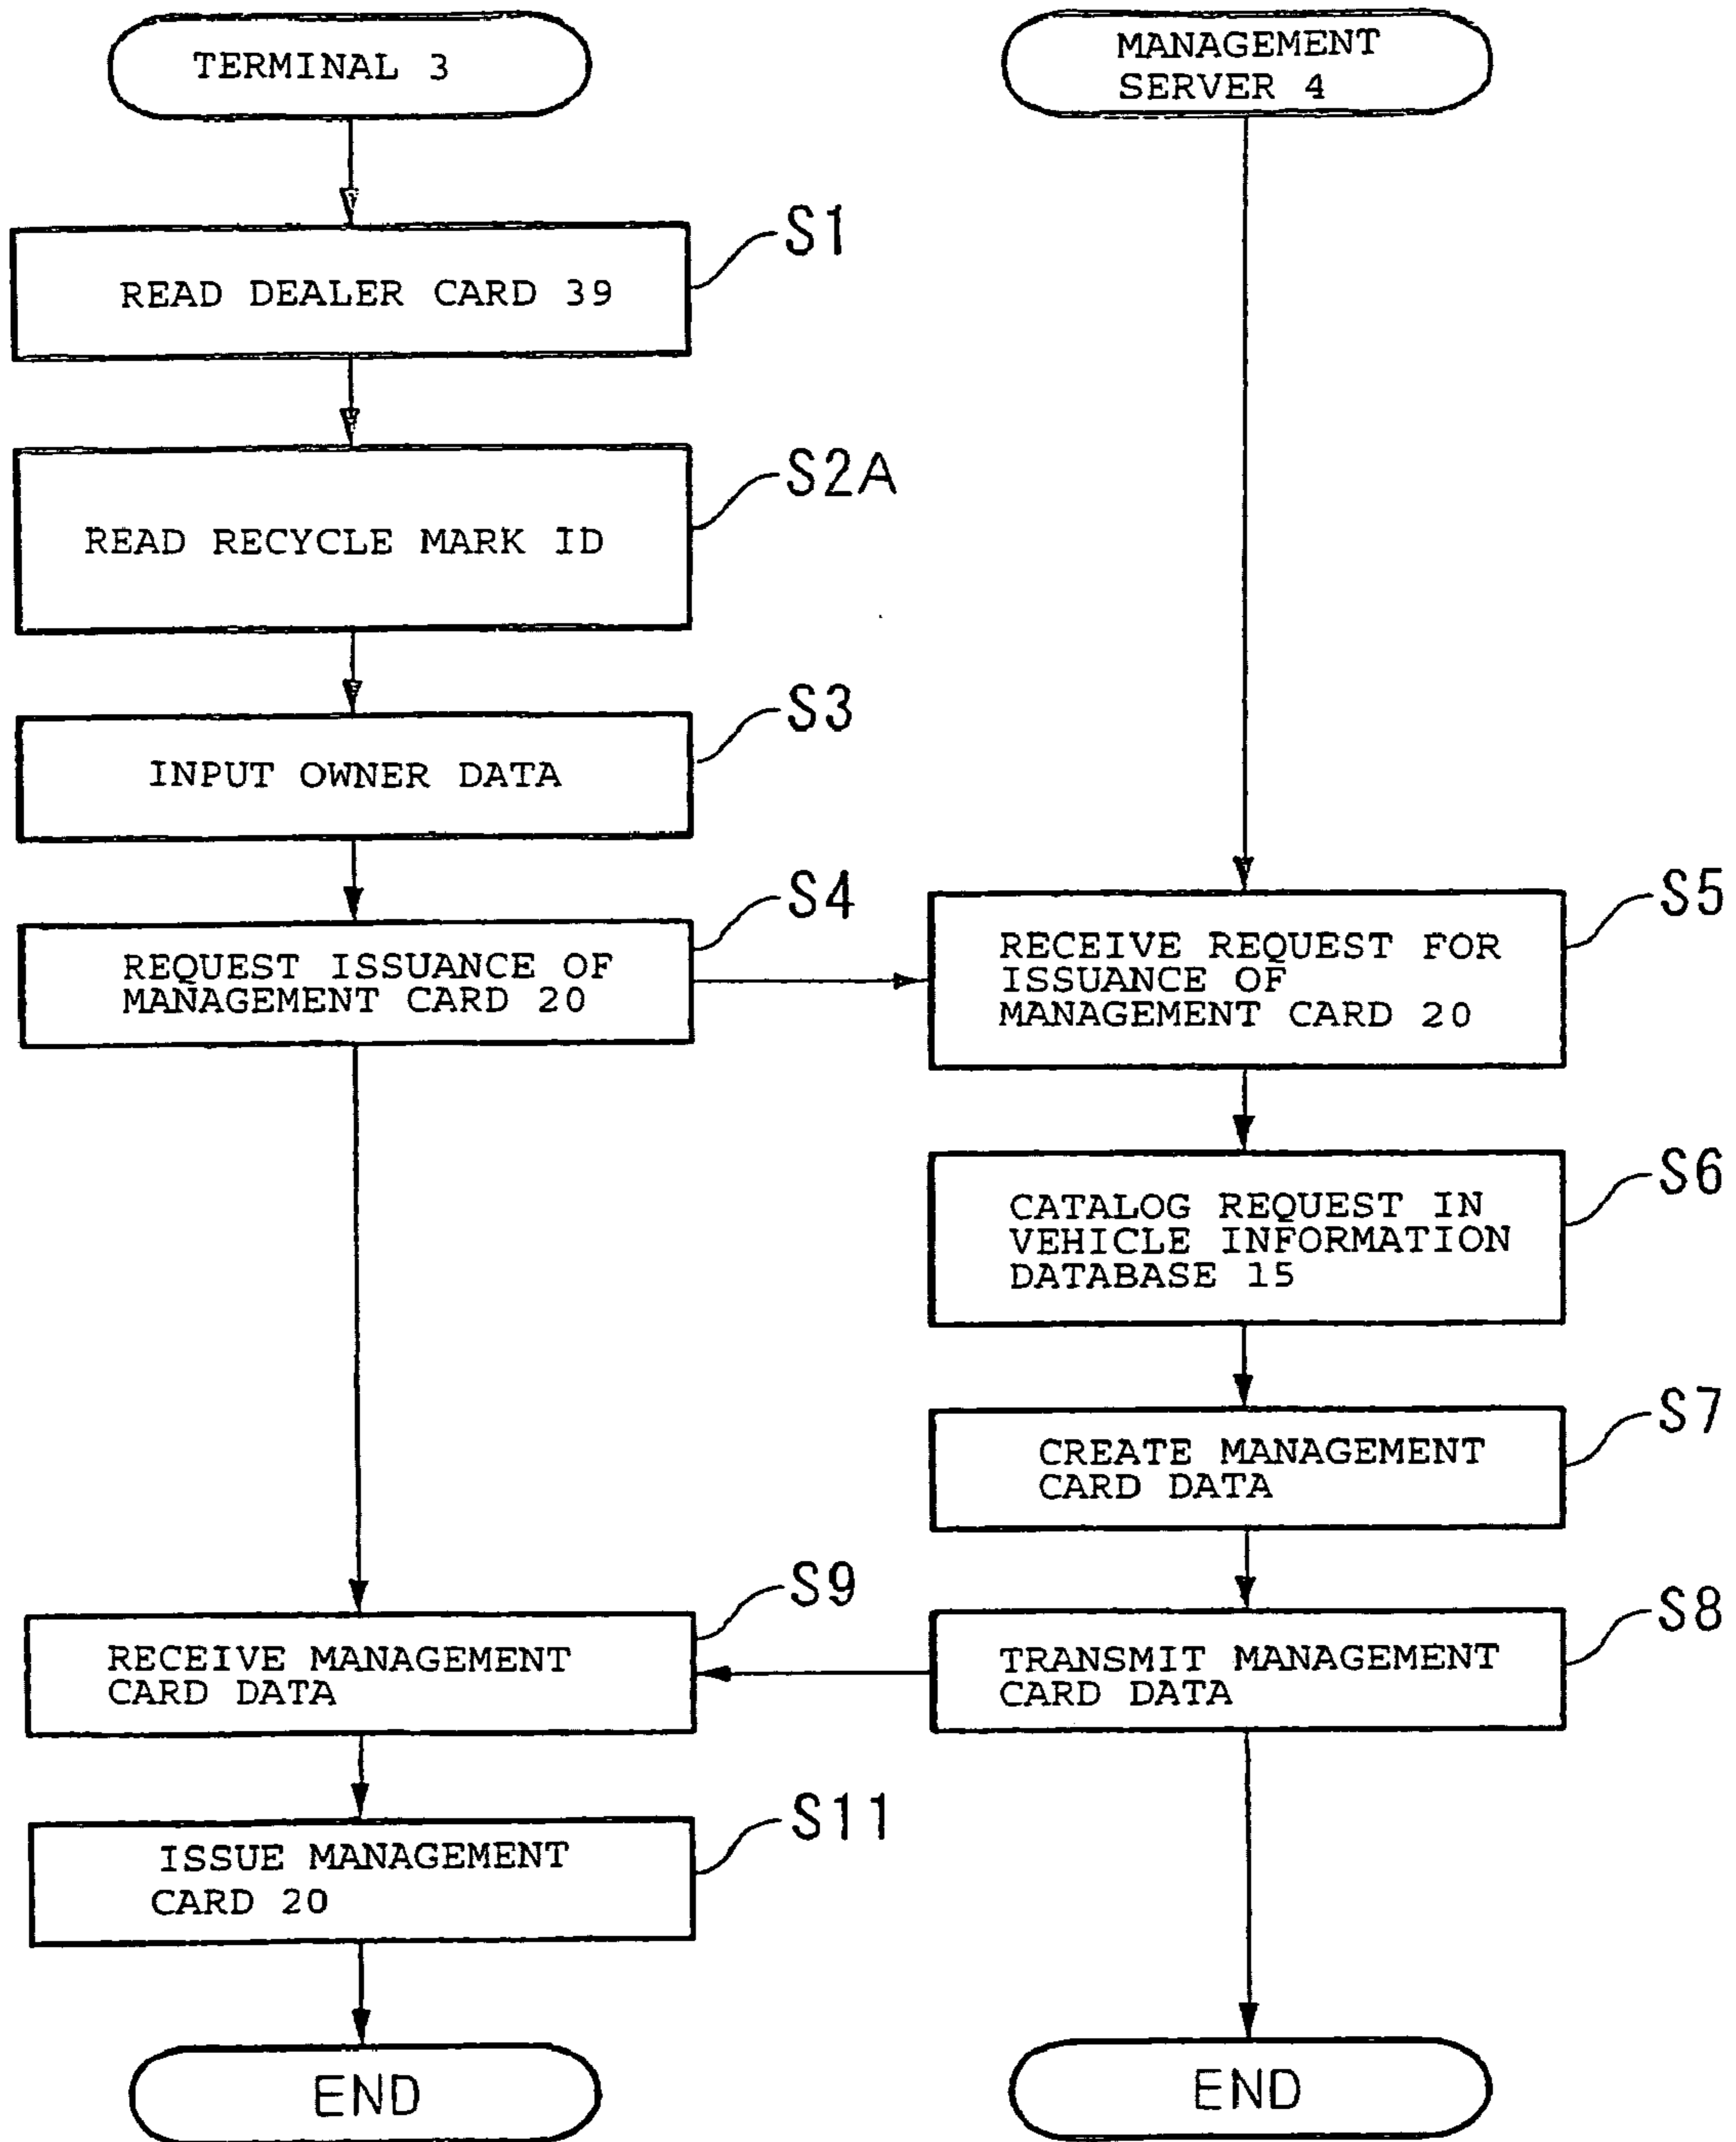 TERMINAL 3
MANAGEMENT
SERVER 4
S1
READ DEALER CARD 39
S2A
READ RECYCLE MARK ID
S3
INPUT OWNER DATA
S4
REQUEST ISSUANCE OF
MANAGEMENT CARD 20
S5
RECEIVE REQUEST FOR
ISSUANCE OF
MANAGEMENT CARD 20
S6
CATALOG REQUEST IN
VEHICLE INFORMATION
DATABASE 15
S7
CREATE MANAGEMENT
CARD DATA
S9
RECEIVE MANAGEMENT
CARD DATA
S8
TRANSMIT MANAGEMENT
CARD DATA
S11
ISSUE MANAGEMENT
CARD 20
END
END